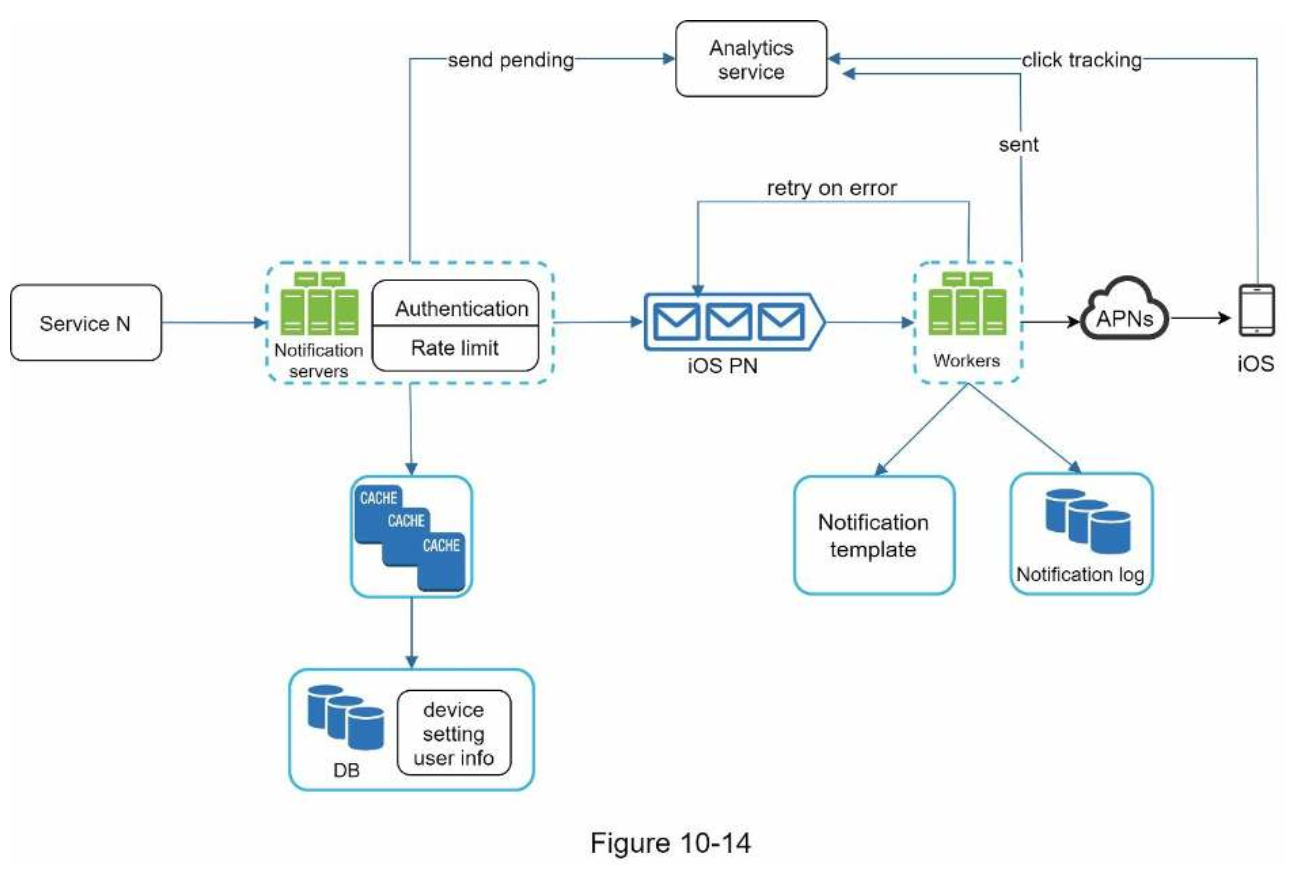 Analytics
service
send pending
click tracking
sent
retry on error
Service N
Notification
servers
Authentication
Rate limit
iOS PN
Workers
APNs
iOS
CACHE
CACHE
CACHE
Notification
template
Notification log
DB
device
setting
user info
Figure 10-14